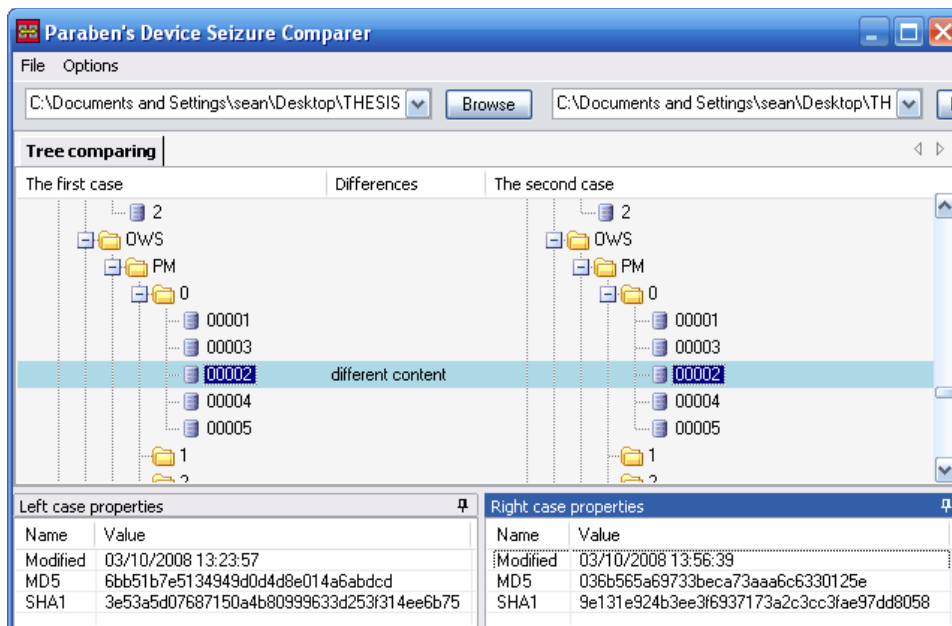 Paraben's Device Seizure Comparer
File Options
C:\Documents and Settings\sean\Desktop\THESIS Browse C:\Documents and Settings\sean\Desktop\TH
Tree comparing
The first case Differences The second case
2 2
OWS OWS
PM PM
0 0
00001 00001
00003 00003
00002 different content 00002
00004 00004
00005 00005
1 1
Left case properties Right case properties
Name Value Name Value
Modified 03/10/2008 13:23:57 Modified 03/10/2008 13:56:39
MD5 6bb51b7e5134949d0d4d8e014a6abdcd MD5 036b565a69733beca73aaa6c6330125e
SHA1 3e53a5d07687150a4b80999633d253f314ee6b75 SHA1 9e131e924b3ee3f6937173a2c3cc3fae97dd8058